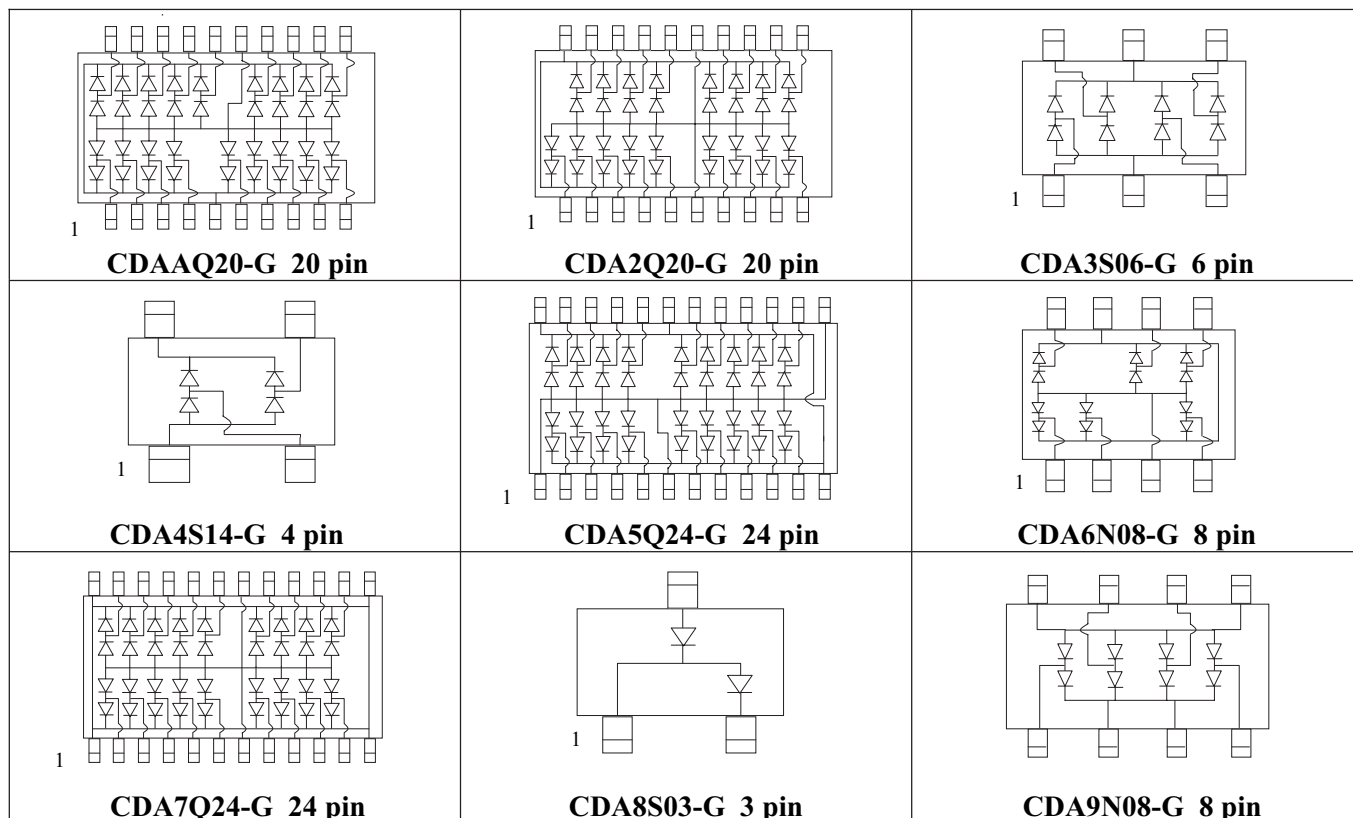 1
CDAAQ20-G 20 pin
1
CDA2Q20-G 20 pin
1
CDA3S06-G 6 pin
1
CDA4S14-G 4 pin
1
CDA5Q24-G 24 pin
1
CDA6N08-G 8 pin
1
CDA7Q24-G 24 pin
1
CDA8S03-G 3 pin
CDA9N08-G 8 pin